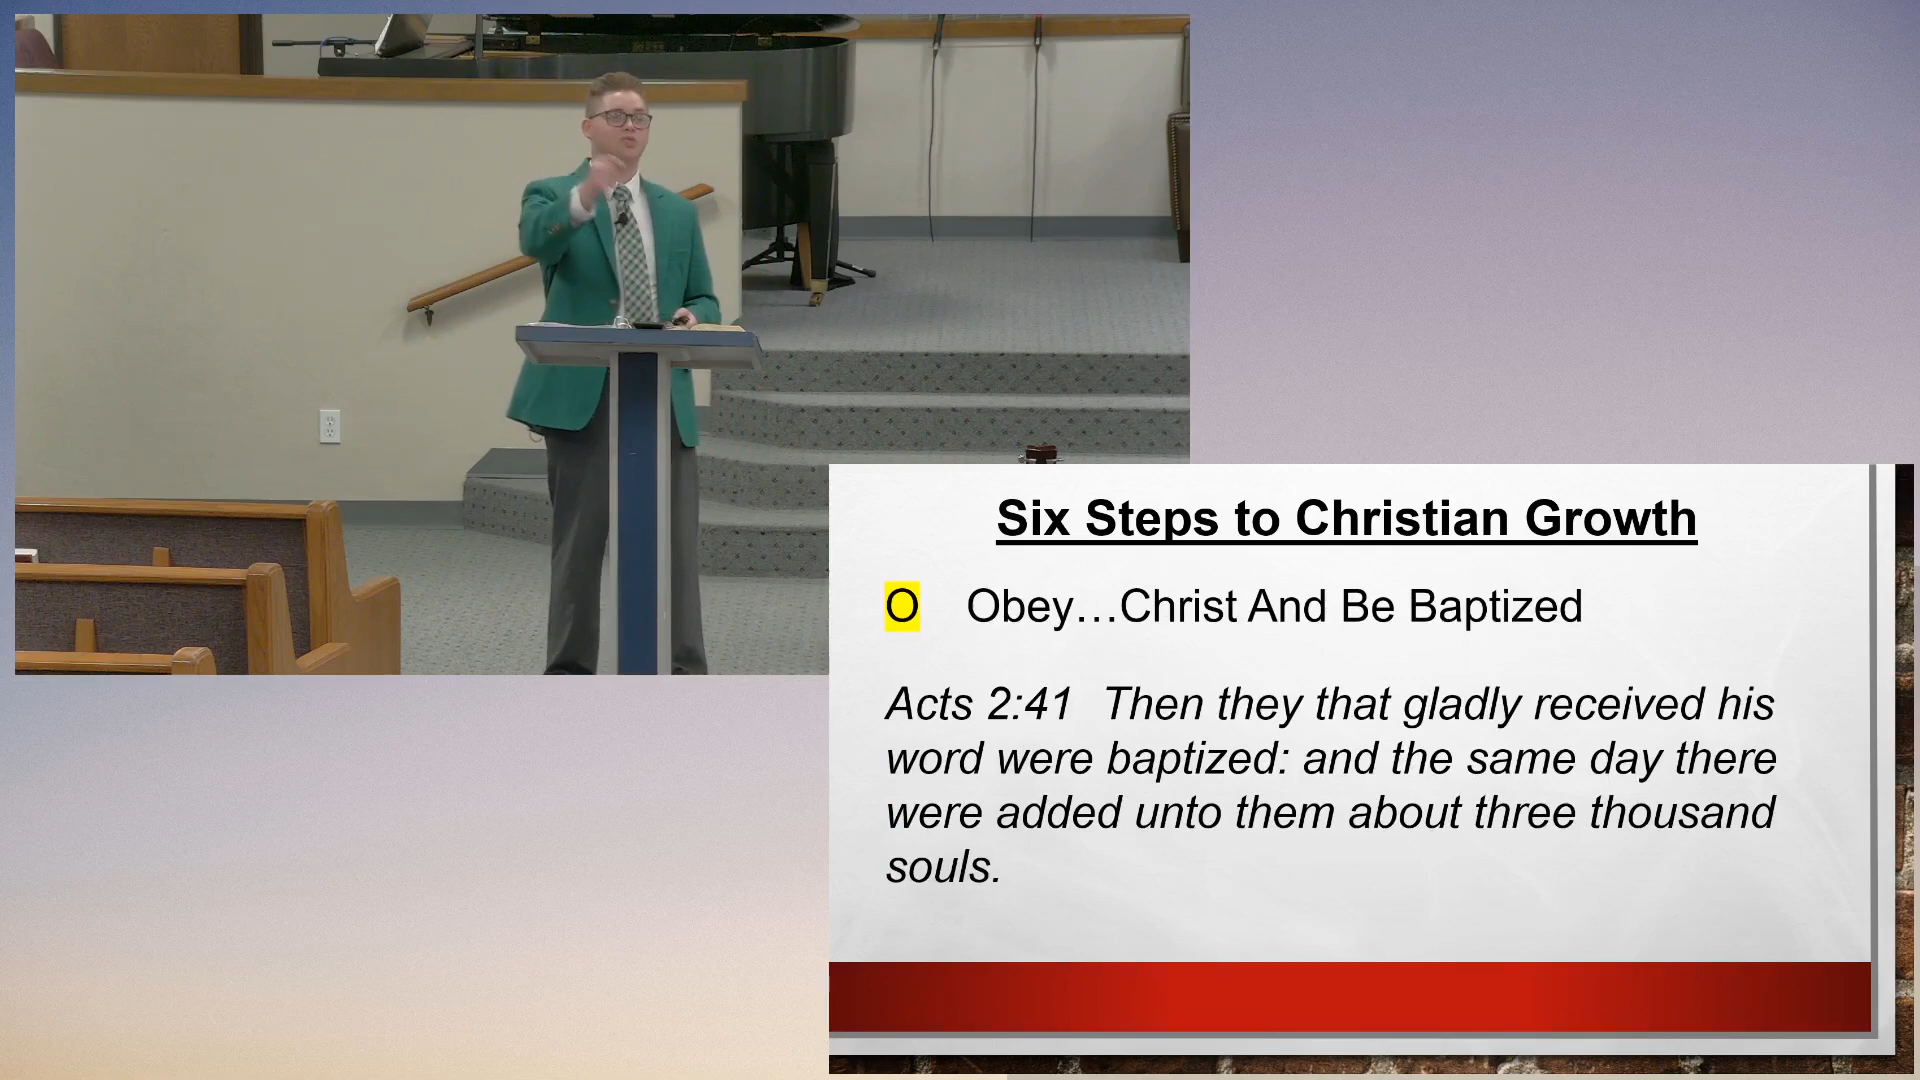 Six Steps to Christian Growth
O Obey…Christ And Be Baptized
Acts 2:41 Then they that gladly received his
word were baptized: and the same day there
were added unto them about three thousand
souls.